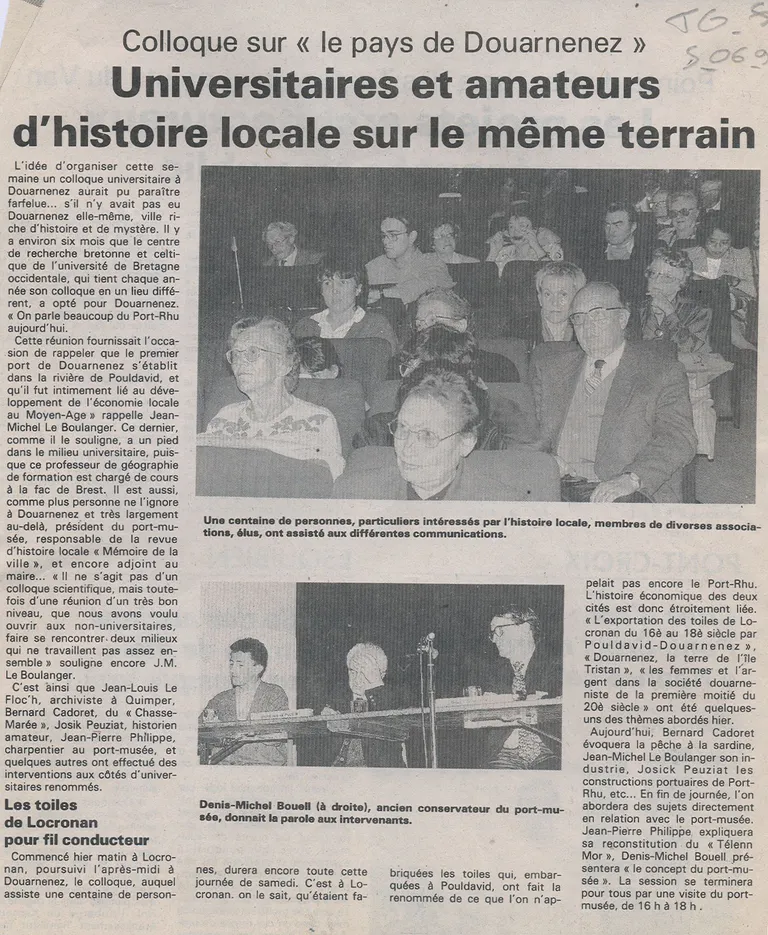 TG. S
S 069
Colloque sur « le pays de Douarnenez »
Universitaires et amateurs
d'histoire locale sur le même terrain
L'idée d'organiser cette se-
maine un colloque universitaire à
Douarnenez aurait pu paraître
farfelue... s'il n'y avait pas eu
Douarnenez elle-même, ville ri-
che d'histoire et de mystère. Il y
a environ six mois que le centre
de recherche bretonne et celti-
que de l'université de Bretagne
occidentale, qui tient chaque an-
née son colloque en un lieu diffé-
rent, a opté pour Douarnenez.
« On parle beaucoup du Port-Rhu
aujourd'hui.
Cette réunion fournissait l'occa-
sion de rappeler que le premier
port de Douarnenez s'établit
dans la rivière de Pouldavid, et
qu'il fut intimement lié au déve-
loppement de l'économie locale
au Moyen-Age » rappelle Jean-
Michel Le Boulanger. Ce dernier,
comme il le souligne, a un pied
dans le milieu universitaire, puis-
que ce professeur de géographie
de formation est chargé de cours
à la fac de Brest. Il est aussi,
comme plus personne ne l'ignore
à Douarnenez et très largement
au-delà, président du port-mu-
sée, responsable de la revue
d'histoire locale « Mémoire de la
ville », et encore adjoint au
maire... « Il ne s'agit pas d'un
colloque scientifique, mais toute-
fois d'une réunion d'un très bon
niveau, que nous avons voulu
ouvrir aux non-universitaires,
faire se rencontrer deux milieux
qui ne travaillent pas assez en-
semble » souligne encore J.M.
Le Boulanger.
C'est ainsi que Jean-Louis Le
Floc'h, archiviste à Quimper,
Bernard Cadoret, du « Chasse-
Marée », Josik Peuziat, historien
amateur, Jean-Pierre Philippe,
charpentier au port-musée, et
quelques autres ont effectué des
interventions aux côtés d'univer-
sitaires renommés.
Les toiles
de Locronan
pour fil conducteur
Commencé hier matin à Locro-
nan, poursuivi l'après-midi à
Douarnenez, le colloque, auquel
assiste une centaine de person-
Une centaine de personnes, particuliers intéressés par l'histoire locale, membres de diverses associa-
tions, élus, ont assisté aux différentes communications.
Denis-Michel Bouell (à droite), ancien conservateur du port-mu-
sée, donnait la parole aux intervenants.
nes, durera encore toute cette
journée de samedi. C'est à Lo-
cronan. on le sait, qu'étaient fa-
briquées les toiles qui, embar-
quées à Pouldavid, ont fait la
renommée de ce que l'on n'ap-
pelait pas encore le Port-Rhu.
L'histoire économique des deux
cités est donc étroitement liée.
« L'exportation des toiles de Lo-
cronan du 16è au 18è siècle par
Pouldavid-Douarnenez »,
« Douarnenez, la terre de l'île
Tristan », « les femmes et l'ar-
gent dans la société douarne-
niste de la première moitié du
20è siècle » ont été quelques-
uns des thèmes abordés hier.
Aujourd'hui, Bernard Cadoret
évoquera la pêche à la sardine,
Jean-Michel Le Boulanger son in-
dustrie, Josick Peuziat les
constructions portuaires de Port-
Rhu, etc... En fin de journée, l'on
abordera des sujets directement
en relation avec le port-musée.
Jean-Pierre Philippe expliquera
sa reconstitution du « Télenn
Mor », Denis-Michel Bouell pré-
sentera « le concept du port-mu-
sée ». La session se terminera
pour tous par une visite du port-
musée, de 16 h à 18 h.